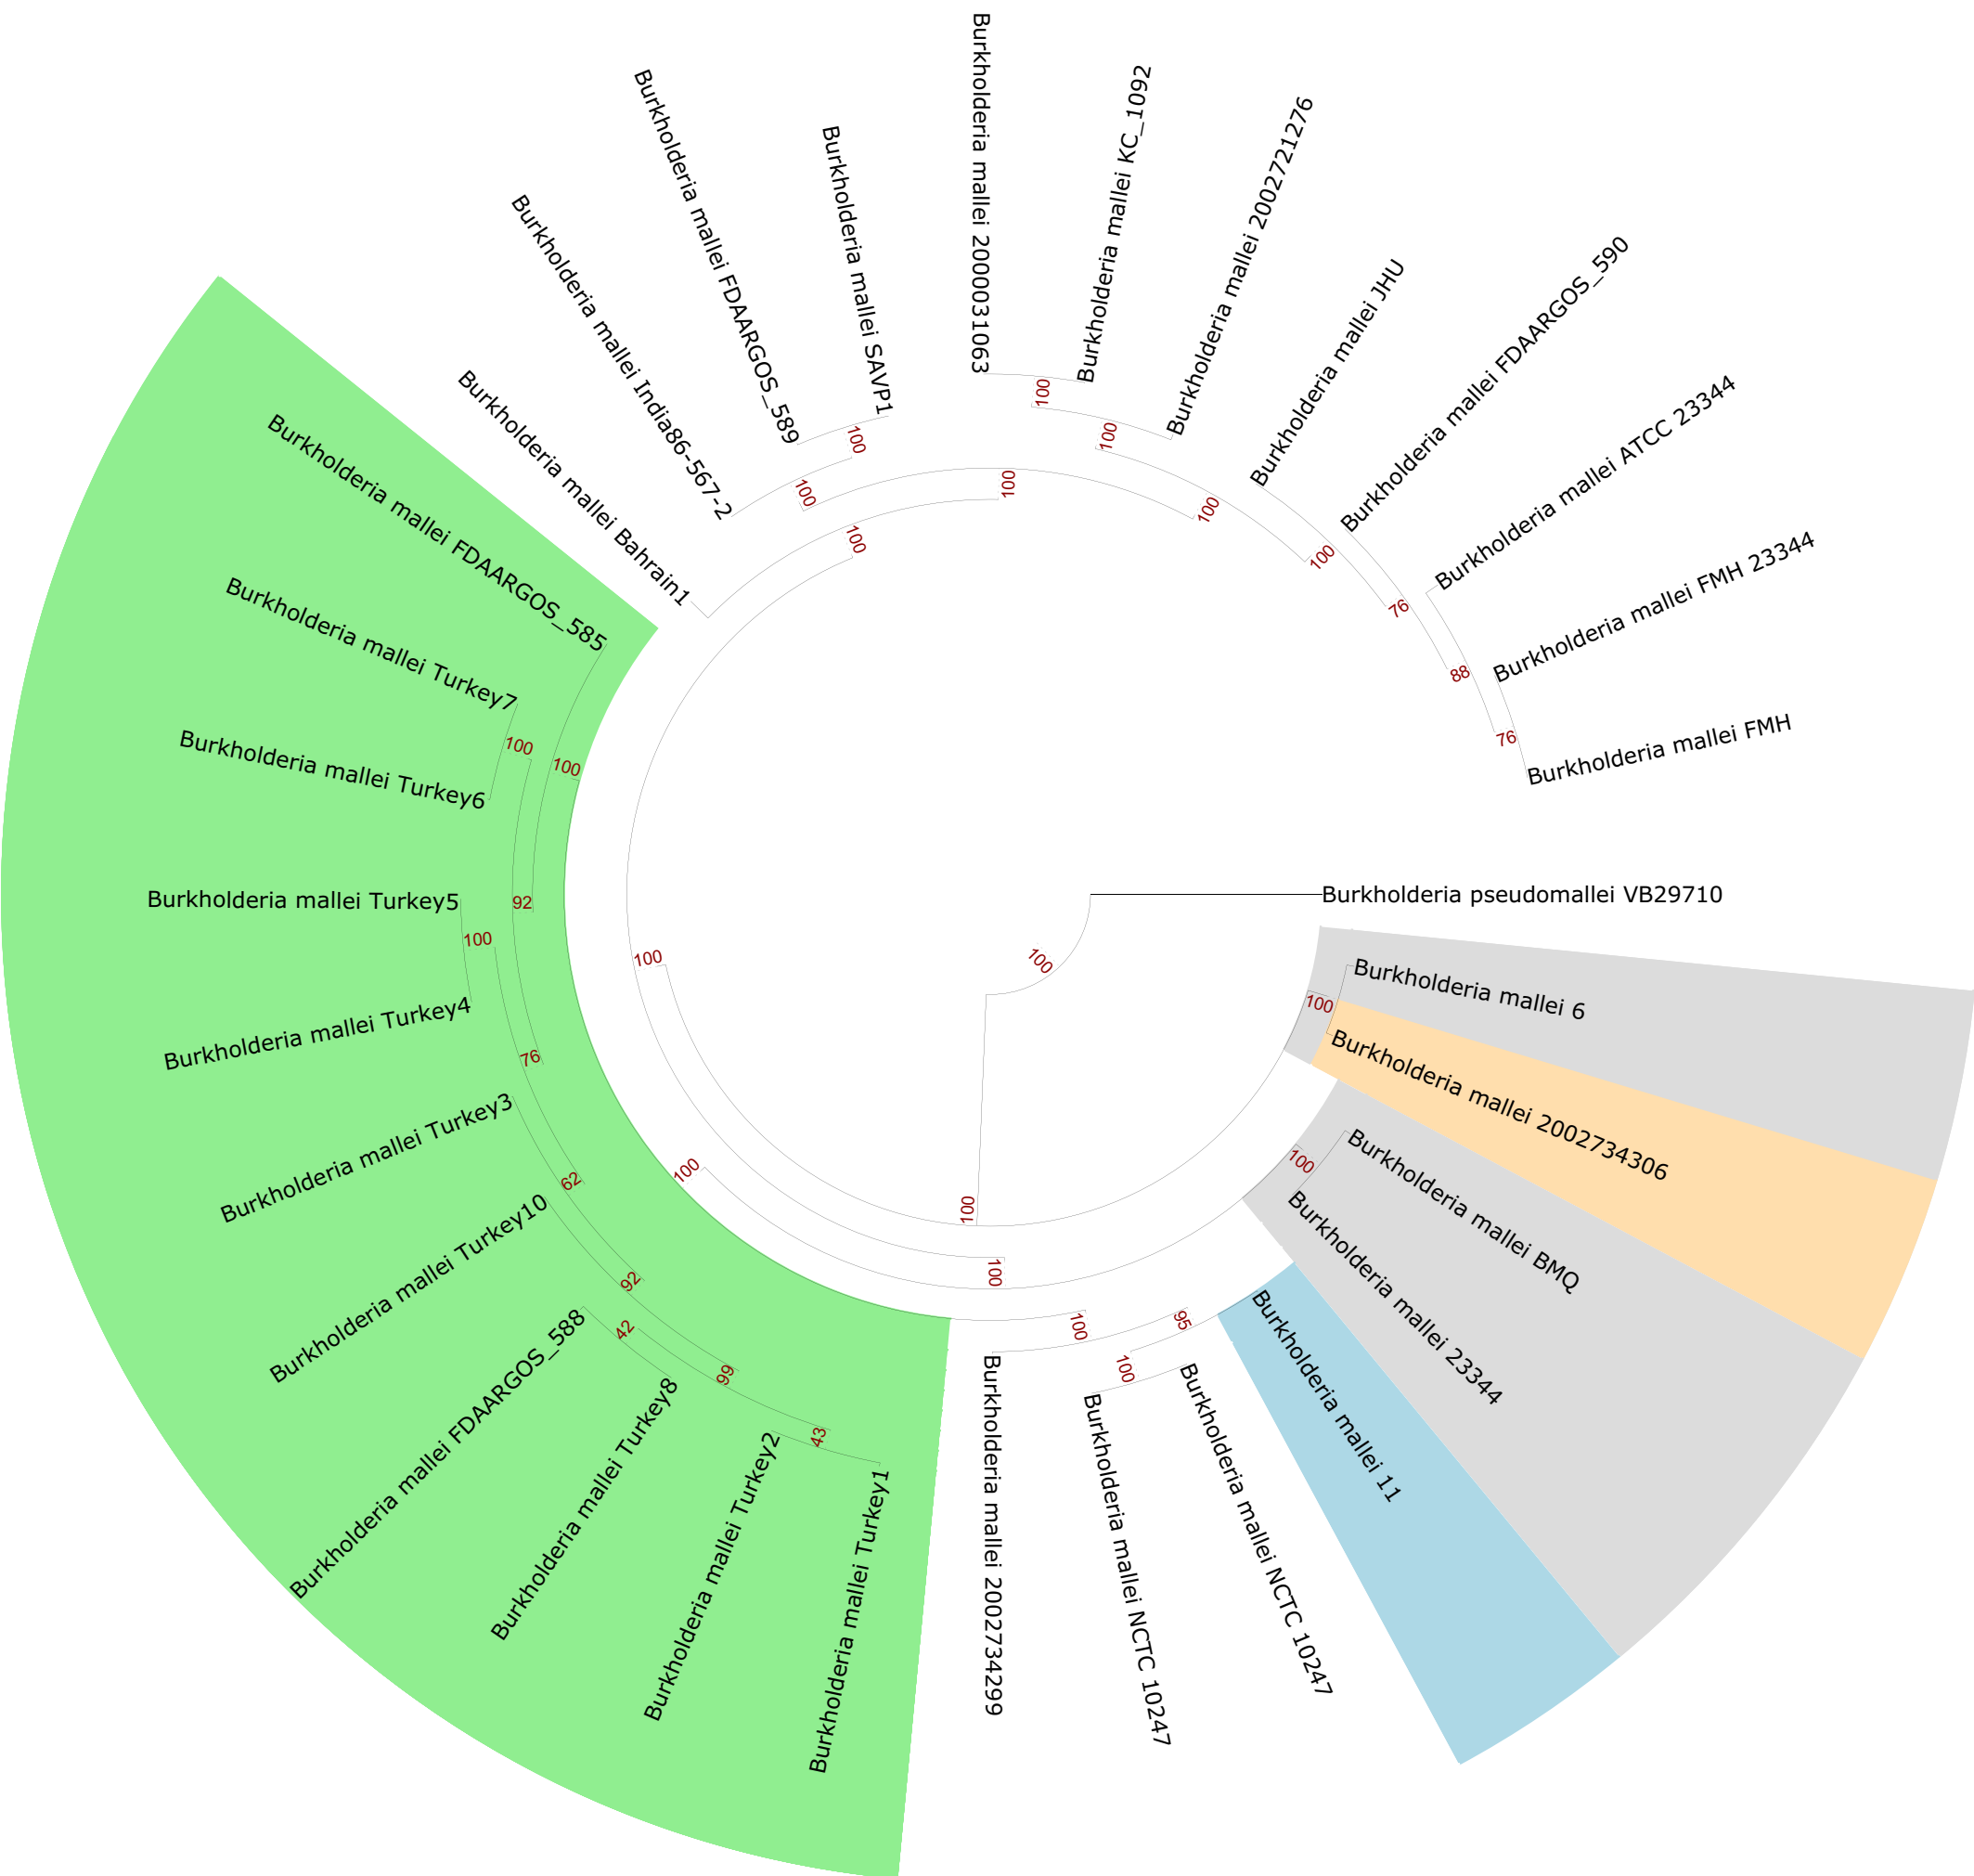 Burkholderia mallei 2000031063
Burkholderia mallei KC_1092
Burkholderia mallei 2002721276
Burkholderia mallei JHU
Burkholderia mallei FDAARGOS_590
Burkholderia mallei ATCC 23344
Burkholderia mallei FMH 23344
Burkholderia mallei FMH
Burkholderia pseudomallei VB29710
Burkholderia mallei 6
Burkholderia mallei 2002734306
Burkholderia mallei BMQ
Burkholderia mallei 23344
Burkholderia mallei 11
Burkholderia mallei NCTC 10247
Burkholderia mallei NCTC 10247
Burkholderia mallei 2002734299
Burkholderia mallei Turkey1
Burkholderia mallei Turkey2
Burkholderia mallei Turkey8
Burkholderia mallei FDAARGOS_588
Burkholderia mallei Turkey10
Burkholderia mallei Turkey3
Burkholderia mallei Turkey4
Burkholderia mallei Turkey5
Burkholderia mallei Turkey6
Burkholderia mallei Turkey7
Burkholderia mallei FDAARGOS_585
Burkholderia mallei Bahrain1
Burkholderia mallei India86-567-2
Burkholderia mallei FDAARGOS_589
Burkholderia mallei SAVP1
100
100
100
100
100
100
100
100
76
88
76
100
100
92
100
76
62
92
42
99
43
100
100
100
100
100
95
100
100
100
100